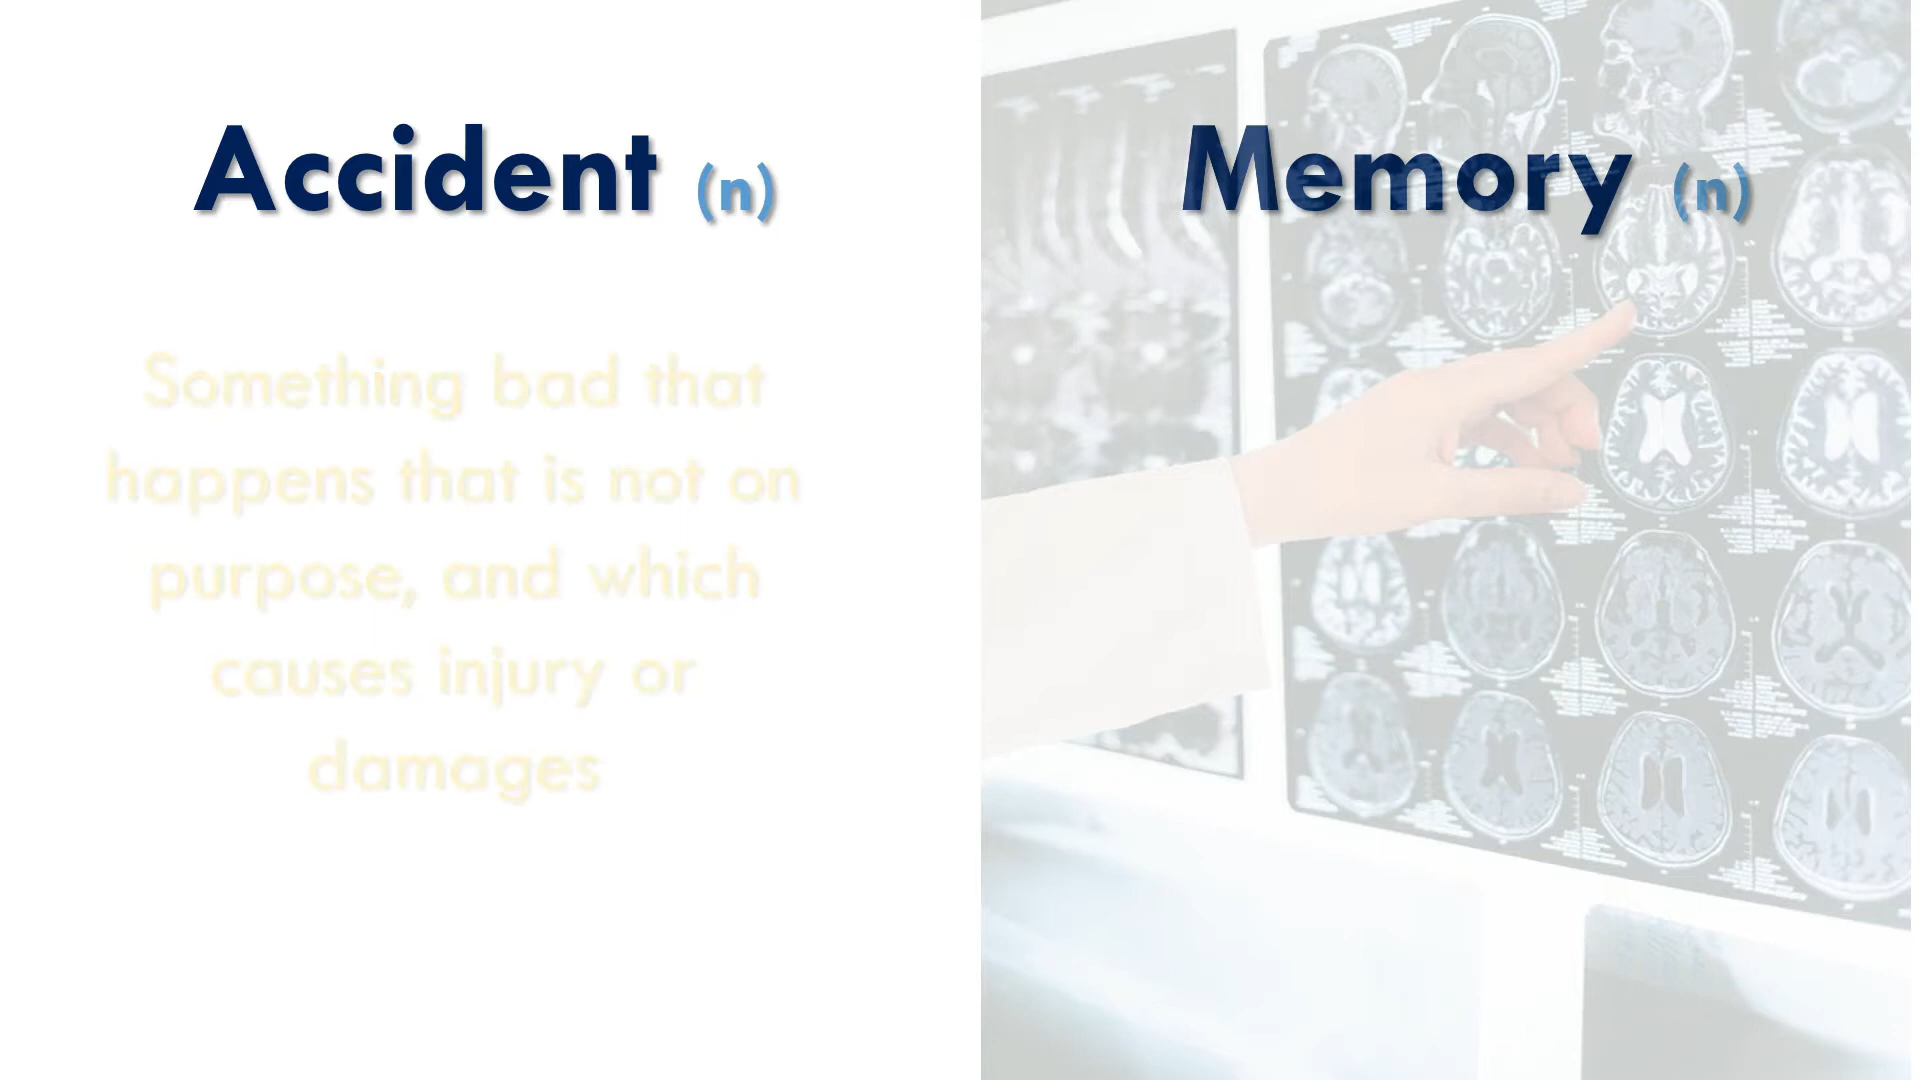 Accident (n)
Something bad that
happens that is not on
purpose, and which
causes injury or
damages
Memory (n)